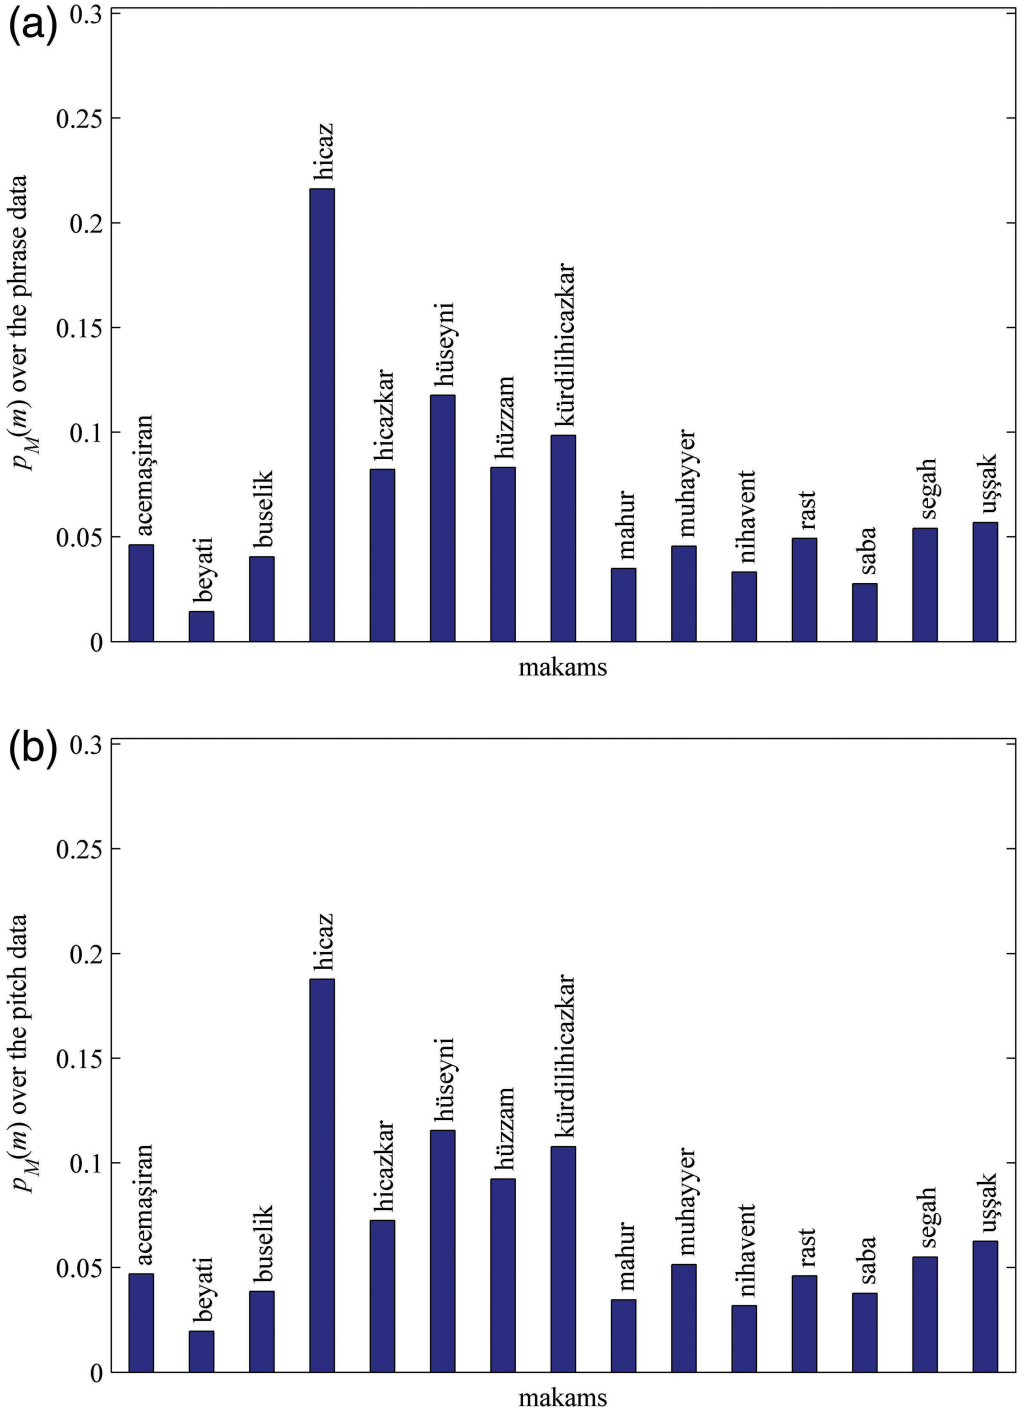 (a)
0.3
0.25
0.2
0.15
0.1
0.05
0
p_M(m) over the phrase data
acemaşiran
beyati
buselik
hicaz
hicazkar
hüseyni
hüzzam
kürdilihicazkar
mahur
muhayyer
nihavent
rast
saba
segah
uşşak
makams
(b)
0.3
0.25
0.2
0.15
0.1
0.05
0
p_M(m) over the pitch data
acemaşiran
beyati
buselik
hicaz
hicazkar
hüseyni
hüzzam
kürdilihicazkar
mahur
muhayyer
nihavent
rast
saba
segah
uşşak
makams